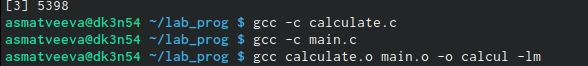 [3] 5398
asmatveeva@dk3n54 ~/lab_prog $ gcc -c calculate.c
asmatveeva@dk3n54 ~/lab_prog $ gcc -c main.c
asmatveeva@dk3n54 ~/lab_prog $ gcc calculate.o main.o -o calcul -lm